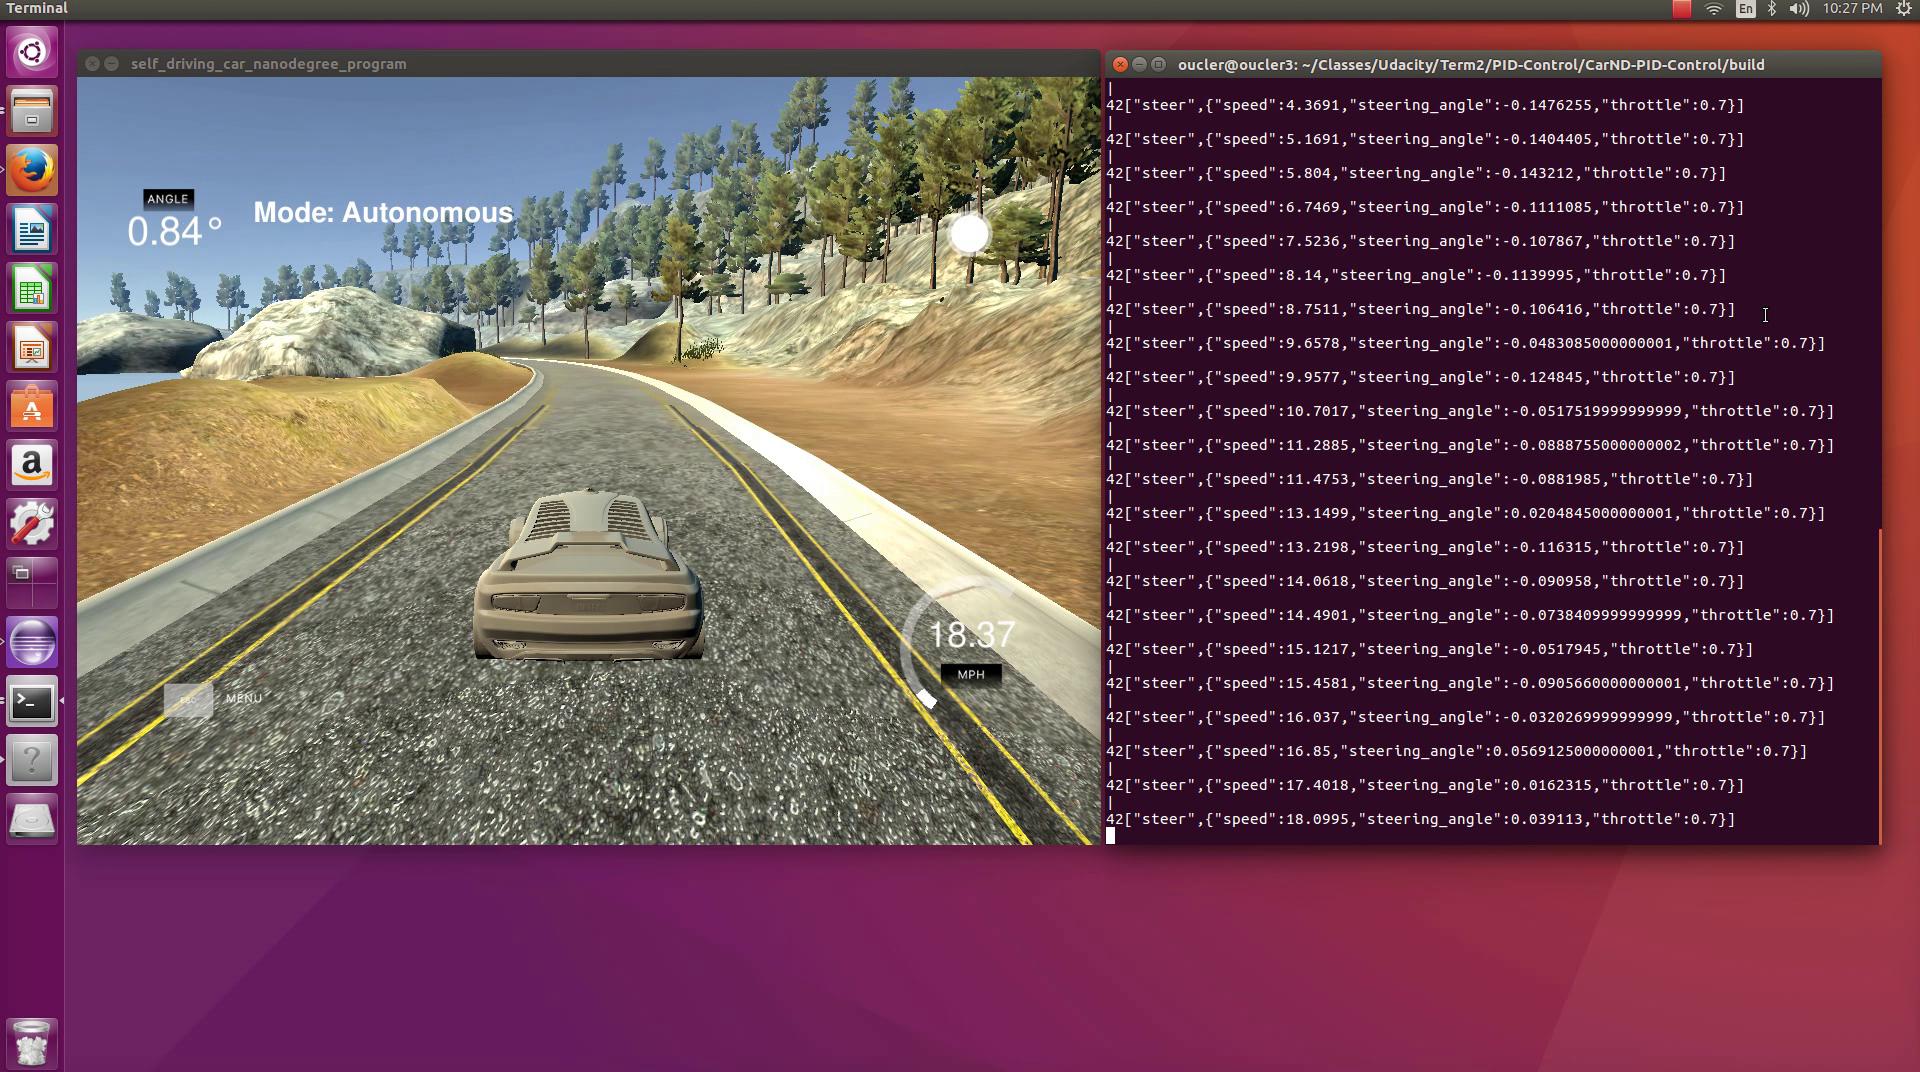 Terminal
En
10:27 PM
self_driving_car_nanodegree_program
ANGLE
0.84°
Mode: Autonomous
18.37
MPH
ESC
MENU
oucler@oucler3: ~/Classes/Udacity/Term2/PID-Control/CarND-PID-Control/build
|
42["steer",{"speed":4.3691,"steering_angle":-0.1476255,"throttle":0.7}]
|
42["steer",{"speed":5.1691,"steering_angle":-0.1404405,"throttle":0.7}]
|
42["steer",{"speed":5.804,"steering_angle":-0.143212,"throttle":0.7}]
|
42["steer",{"speed":6.7469,"steering_angle":-0.1111085,"throttle":0.7}]
|
42["steer",{"speed":7.5236,"steering_angle":-0.107867,"throttle":0.7}]
|
42["steer",{"speed":8.14,"steering_angle":-0.1139995,"throttle":0.7}]
|
42["steer",{"speed":8.7511,"steering_angle":-0.106416,"throttle":0.7}]
|
42["steer",{"speed":9.6578,"steering_angle":-0.0483085000000001,"throttle":0.7}]
|
42["steer",{"speed":9.9577,"steering_angle":-0.124845,"throttle":0.7}]
|
42["steer",{"speed":10.7017,"steering_angle":-0.0517519999999999,"throttle":0.7}]
|
42["steer",{"speed":11.2885,"steering_angle":-0.0888755000000002,"throttle":0.7}]
|
42["steer",{"speed":11.4753,"steering_angle":-0.0881985,"throttle":0.7}]
|
42["steer",{"speed":13.1499,"steering_angle":0.0204845000000001,"throttle":0.7}]
|
42["steer",{"speed":13.2198,"steering_angle":-0.116315,"throttle":0.7}]
|
42["steer",{"speed":14.0618,"steering_angle":-0.090958,"throttle":0.7}]
|
42["steer",{"speed":14.4901,"steering_angle":-0.0738409999999999,"throttle":0.7}]
|
42["steer",{"speed":15.1217,"steering_angle":-0.0517945,"throttle":0.7}]
|
42["steer",{"speed":15.4581,"steering_angle":-0.0905660000000001,"throttle":0.7}]
|
42["steer",{"speed":16.037,"steering_angle":-0.0320269999999999,"throttle":0.7}]
|
42["steer",{"speed":16.85,"steering_angle":0.0569125000000001,"throttle":0.7}]
|
42["steer",{"speed":17.4018,"steering_angle":0.0162315,"throttle":0.7}]
|
42["steer",{"speed":18.0995,"steering_angle":0.039113,"throttle":0.7}]